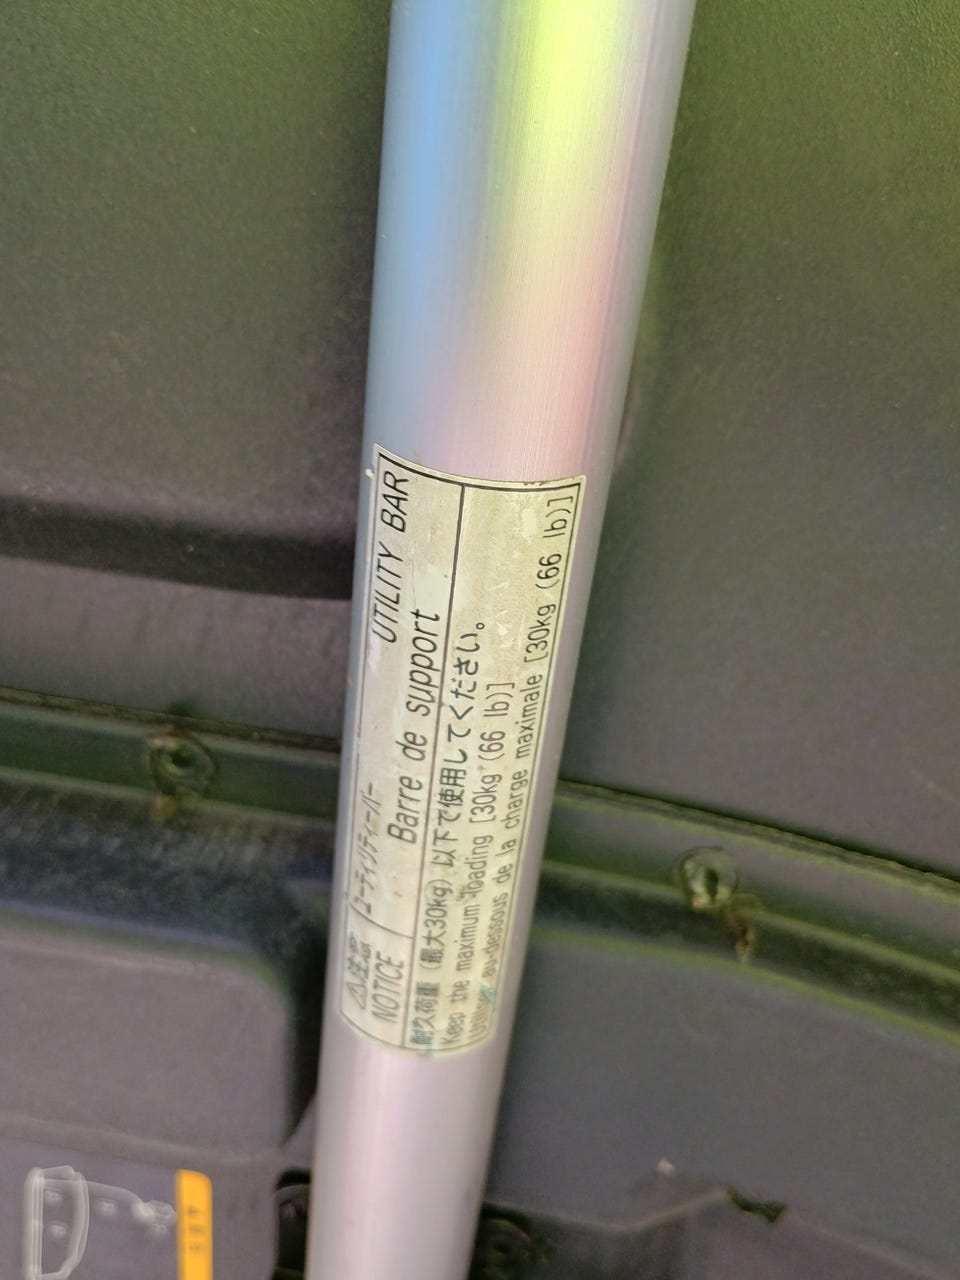 ⚠注意 ユーティリティーバー UTILITY BAR
NOTICE Barre de support
耐久荷重（最大30kg）以下で使用してください。
Keep the maximum loading [30kg (66 lb)]
Utiliser au-dessous de la charge maximale [30kg (66 lb)]